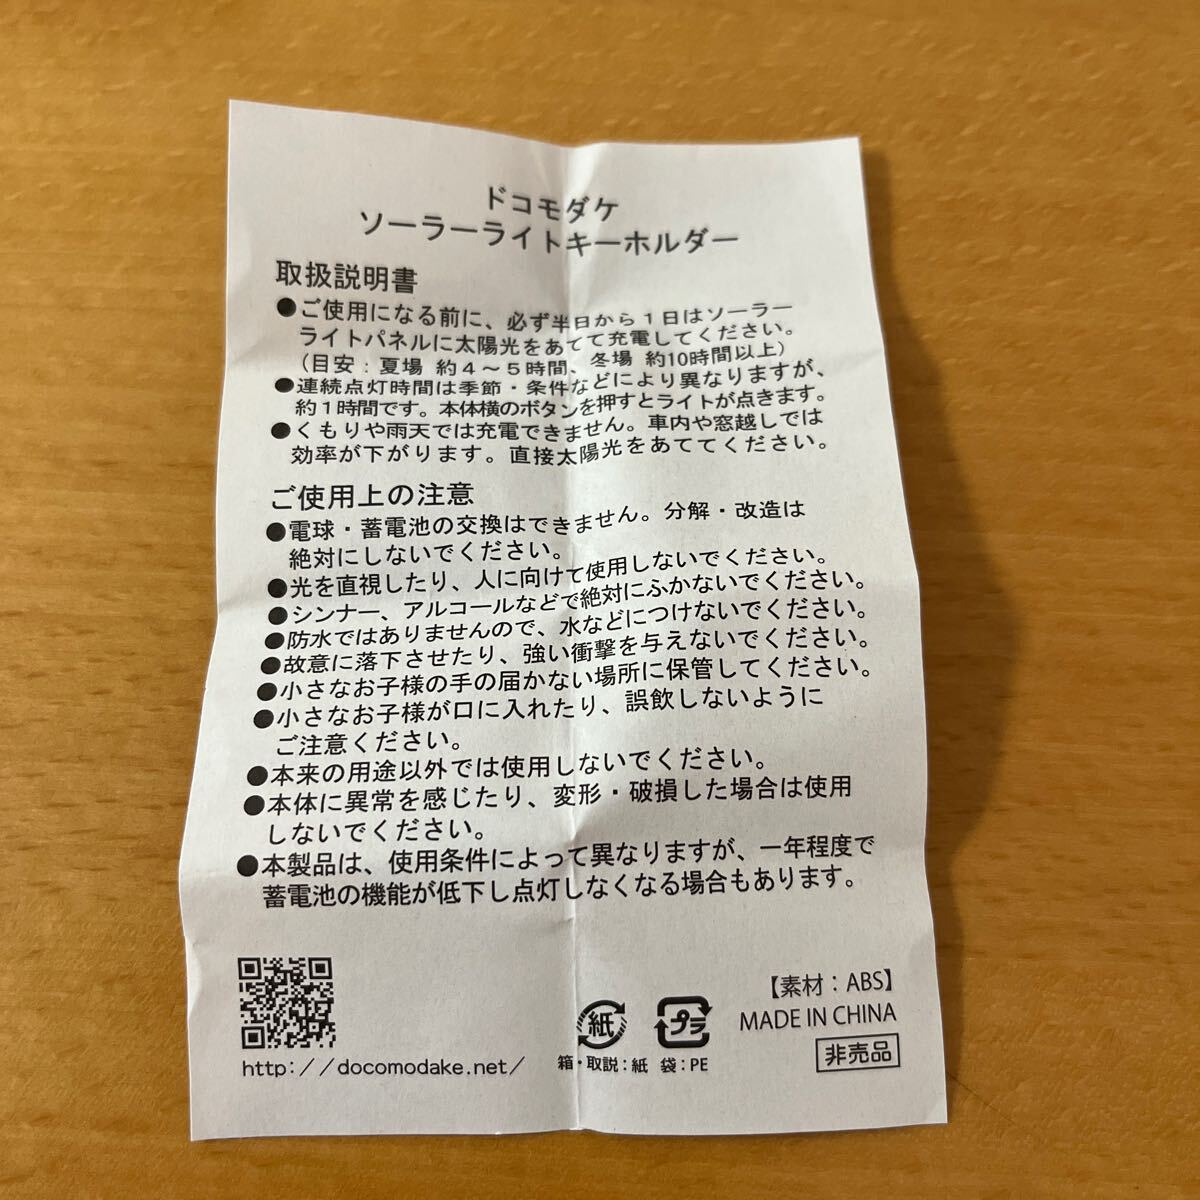 ドコモダケ
ソーラーライトキーホルダー
取扱説明書
●ご使用になる前に、必ず半日から1日はソーラー
ライトパネルに太陽光をあてて充電してください。
（目安：夏場 約4～5時間、冬場 約10時間以上）
●連続点灯時間は季節・条件などにより異なりますが、
約1時間です。本体横のボタンを押すとライトが点きます。
●くもりや雨天では充電できません。車内や窓越しでは
効率が下がります。直接太陽光をあててください。
ご使用上の注意
●電球・蓄電池の交換はできません。分解・改造は
絶対にしないでください。
●光を直視したり、人に向けて使用しないでください。
●シンナー、アルコールなどで絶対にふかないでください。
●防水ではありませんので、水などにつけないでください。
●故意に落下させたり、強い衝撃を与えないでください。
●小さなお子様の手の届かない場所に保管してください。
●小さなお子様が口に入れたり、誤飲しないように
ご注意ください。
●本来の用途以外では使用しないでください。
●本体に異常を感じたり、変形・破損した場合は使用
しないでください。
●本製品は、使用条件によって異なりますが、一年程度で
蓄電池の機能が低下し点灯しなくなる場合もあります。
http://docomodake.net/
紙
箱・取説：紙
プラ
袋：PE
【素材：ABS】
MADE IN CHINA
非売品